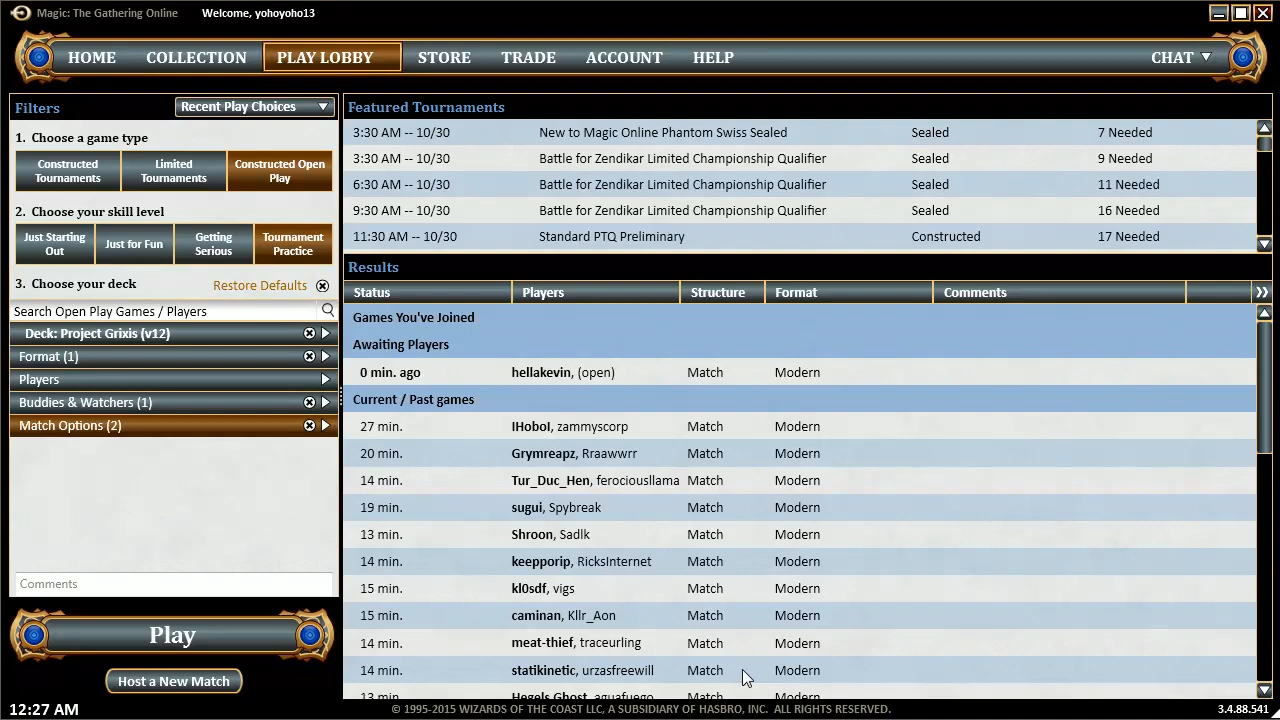 Magic: The Gathering Online Welcome, yohoyoho13
HOME COLLECTION PLAY LOBBY STORE TRADE ACCOUNT HELP CHAT
Filters Recent Play Choices
1. Choose a game type
Constructed Tournaments Limited Tournaments Constructed Open Play
2. Choose your skill level
Just Starting Out Just for Fun Getting Serious Tournament Practice
3. Choose your deck Restore Defaults
Search Open Play Games / Players
Deck: Project Grixis (v12)
Format (1)
Players
Buddies & Watchers (1)
Match Options (2)
Comments
Play
Host a New Match
Featured Tournaments
3:30 AM -- 10/30 New to Magic Online Phantom Swiss Sealed Sealed 7 Needed
3:30 AM -- 10/30 Battle for Zendikar Limited Championship Qualifier Sealed 9 Needed
6:30 AM -- 10/30 Battle for Zendikar Limited Championship Qualifier Sealed 11 Needed
9:30 AM -- 10/30 Battle for Zendikar Limited Championship Qualifier Sealed 16 Needed
11:30 AM -- 10/30 Standard PTQ Preliminary Constructed 17 Needed
Results
Status Players Structure Format Comments
Games You've Joined
Awaiting Players
0 min. ago hellakevin, (open) Match Modern
Current / Past games
27 min. IHobol, zammyscorp Match Modern
20 min. Grymreapz, Rraawwrr Match Modern
14 min. Tur_Duc_Hen, ferociousllama Match Modern
19 min. sugui, Spybreak Match Modern
13 min. Shroon, Sadlk Match Modern
14 min. keepporip, RicksInternet Match Modern
15 min. kl0sdf, vigs Match Modern
15 min. caminan, Kllr_Aon Match Modern
14 min. meat-thief, traceurling Match Modern
14 min. statikinetic, urzasfreewill Match Modern
13 min. Hegels Ghost, aguafuego Match Modern
12:27 AM © 1995-2015 WIZARDS OF THE COAST LLC, A SUBSIDIARY OF HASBRO, INC. ALL RIGHTS RESERVED. 3.4.88.541